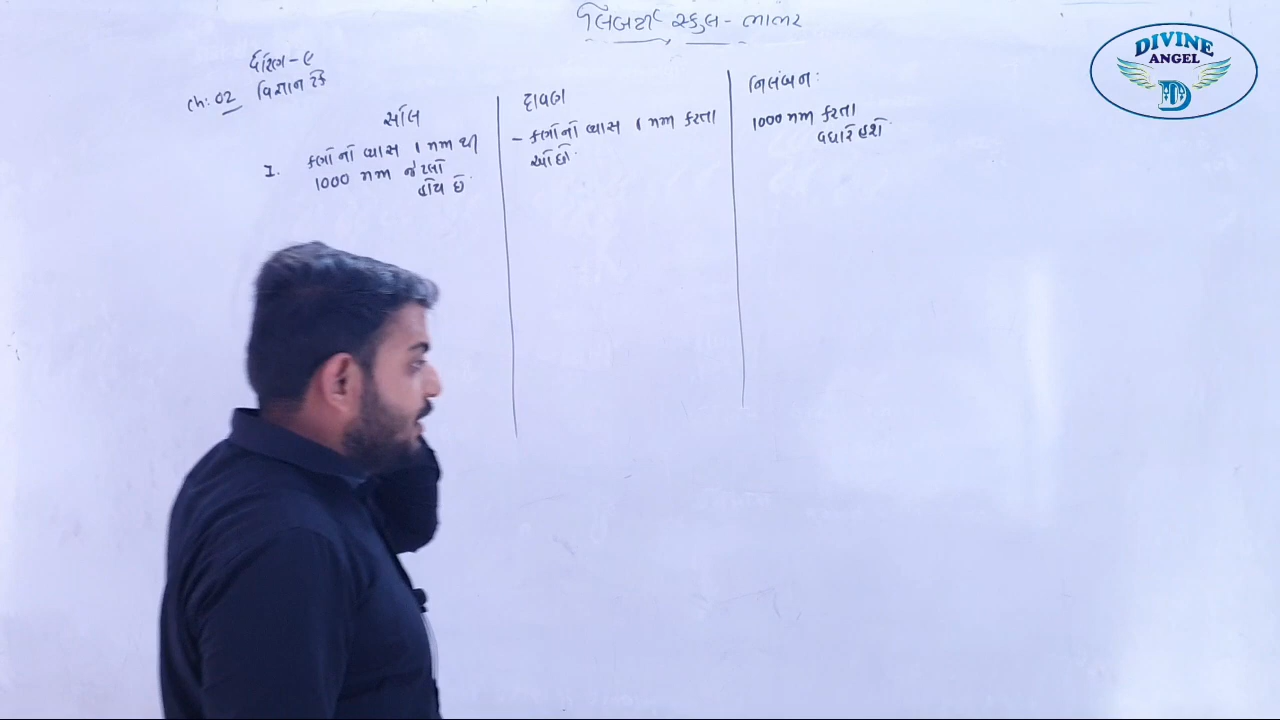 લિબર્ટી સ્કુલ - ભાભર
DIVINE
ANGEL
D
ધોરણ - ૯
ch: 02 વિજ્ઞાન ટેક
સોલ
1. કણોનો વ્યાસ 1 nm થી
1000 nm જેટલો
હોય છે.
દ્રાવણ
- કણોનો વ્યાસ 1 nm કરતા
ઓછો.
નિલંબન:
1000 nm કરતા
વધારે હશે.